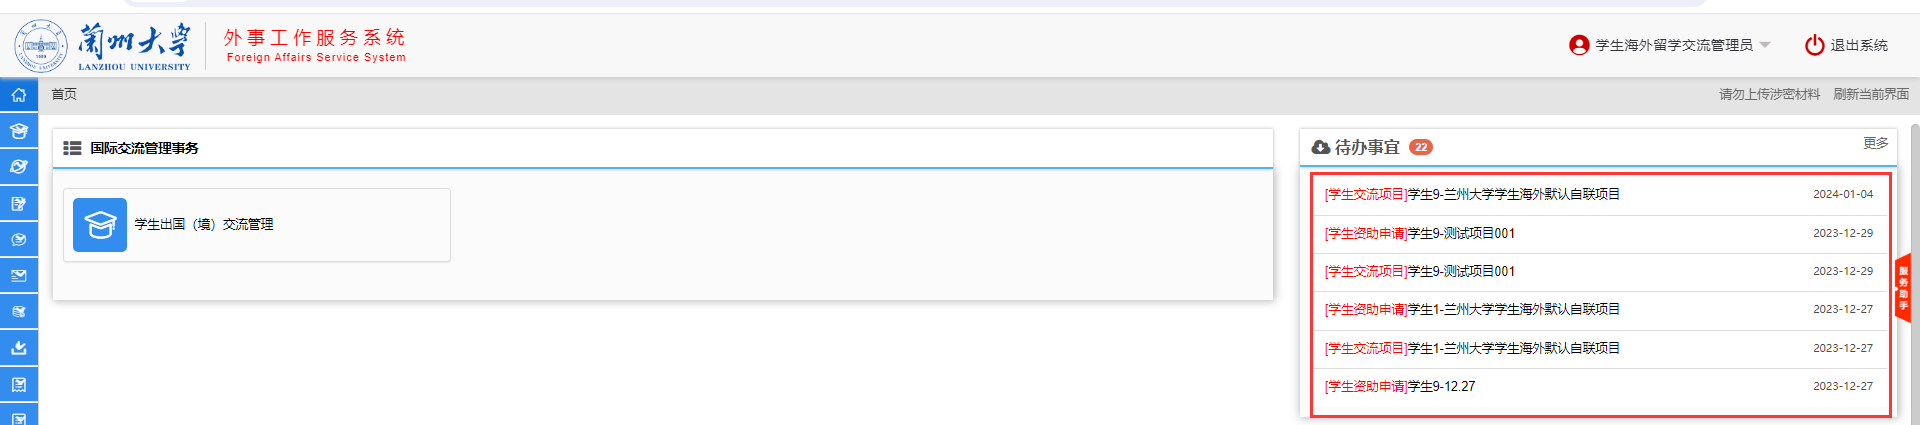 兰州大学
LANZHOU UNIVERSITY
1909
外事工作服务系统
Foreign Affairs Service System
学生海外留学交流管理员
退出系统
首页
请勿上传涉密材料 刷新当前界面
国际交流管理事务
学生出国（境）交流管理
待办事宜 22
更多
[学生交流项目]学生9-兰州大学学生海外默认自联项目 2024-01-04
[学生资助申请]学生9-测试项目001 2023-12-29
[学生交流项目]学生9-测试项目001 2023-12-29
[学生资助申请]学生1-兰州大学学生海外默认自联项目 2023-12-27
[学生交流项目]学生1-兰州大学学生海外默认自联项目 2023-12-27
[学生资助申请]学生9-12.27 2023-12-27
服务助手